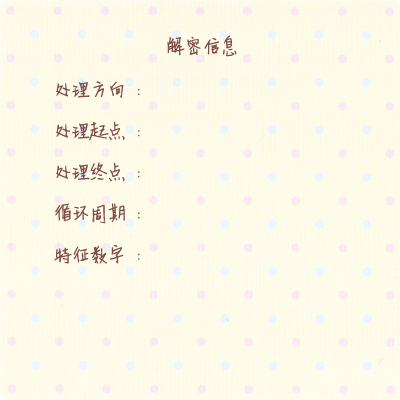 解密信息
处理方向：
处理起点：
处理终点：
循环周期：
特征数字：